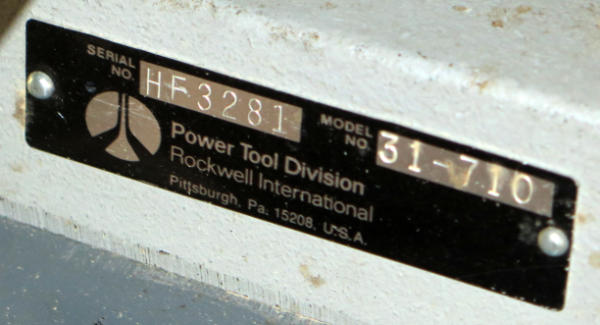 SERIAL NO. HF3281
MODEL NO. 31-710
Power Tool Division
Rockwell International
Pittsburgh, Pa. 15208, U.S.A.